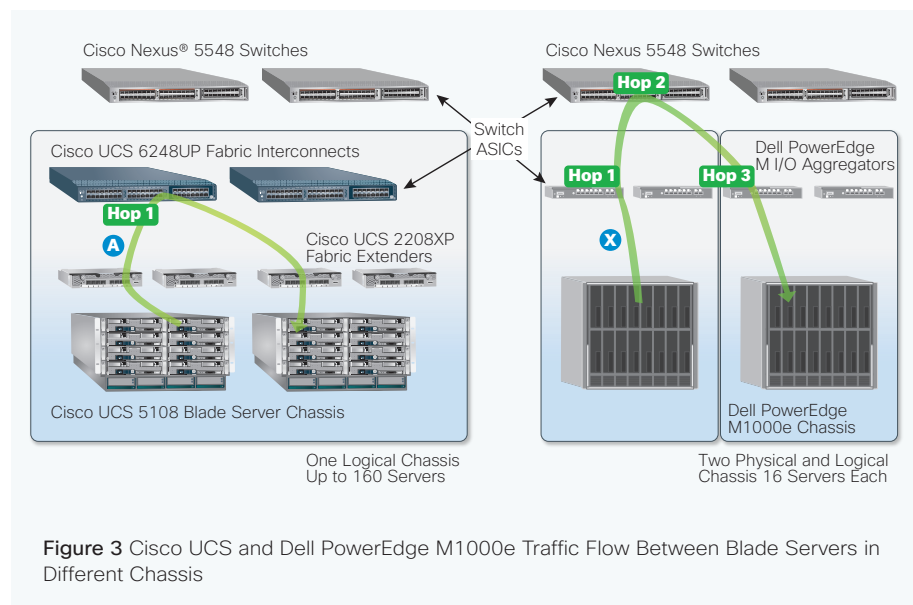 Cisco Nexus® 5548 Switches
Cisco Nexus 5548 Switches
Hop 2
Switch
ASICs
Cisco UCS 6248UP Fabric Interconnects
Dell PowerEdge
M I/O Aggregators
Hop 1
Hop 1
Hop 3
A
Cisco UCS 2208XP
Fabric Extenders
X
Cisco UCS 5108 Blade Server Chassis
Dell PowerEdge
M1000e Chassis
One Logical Chassis
Up to 160 Servers
Two Physical and Logical
Chassis 16 Servers Each
Figure 3 Cisco UCS and Dell PowerEdge M1000e Traffic Flow Between Blade Servers in
Different Chassis